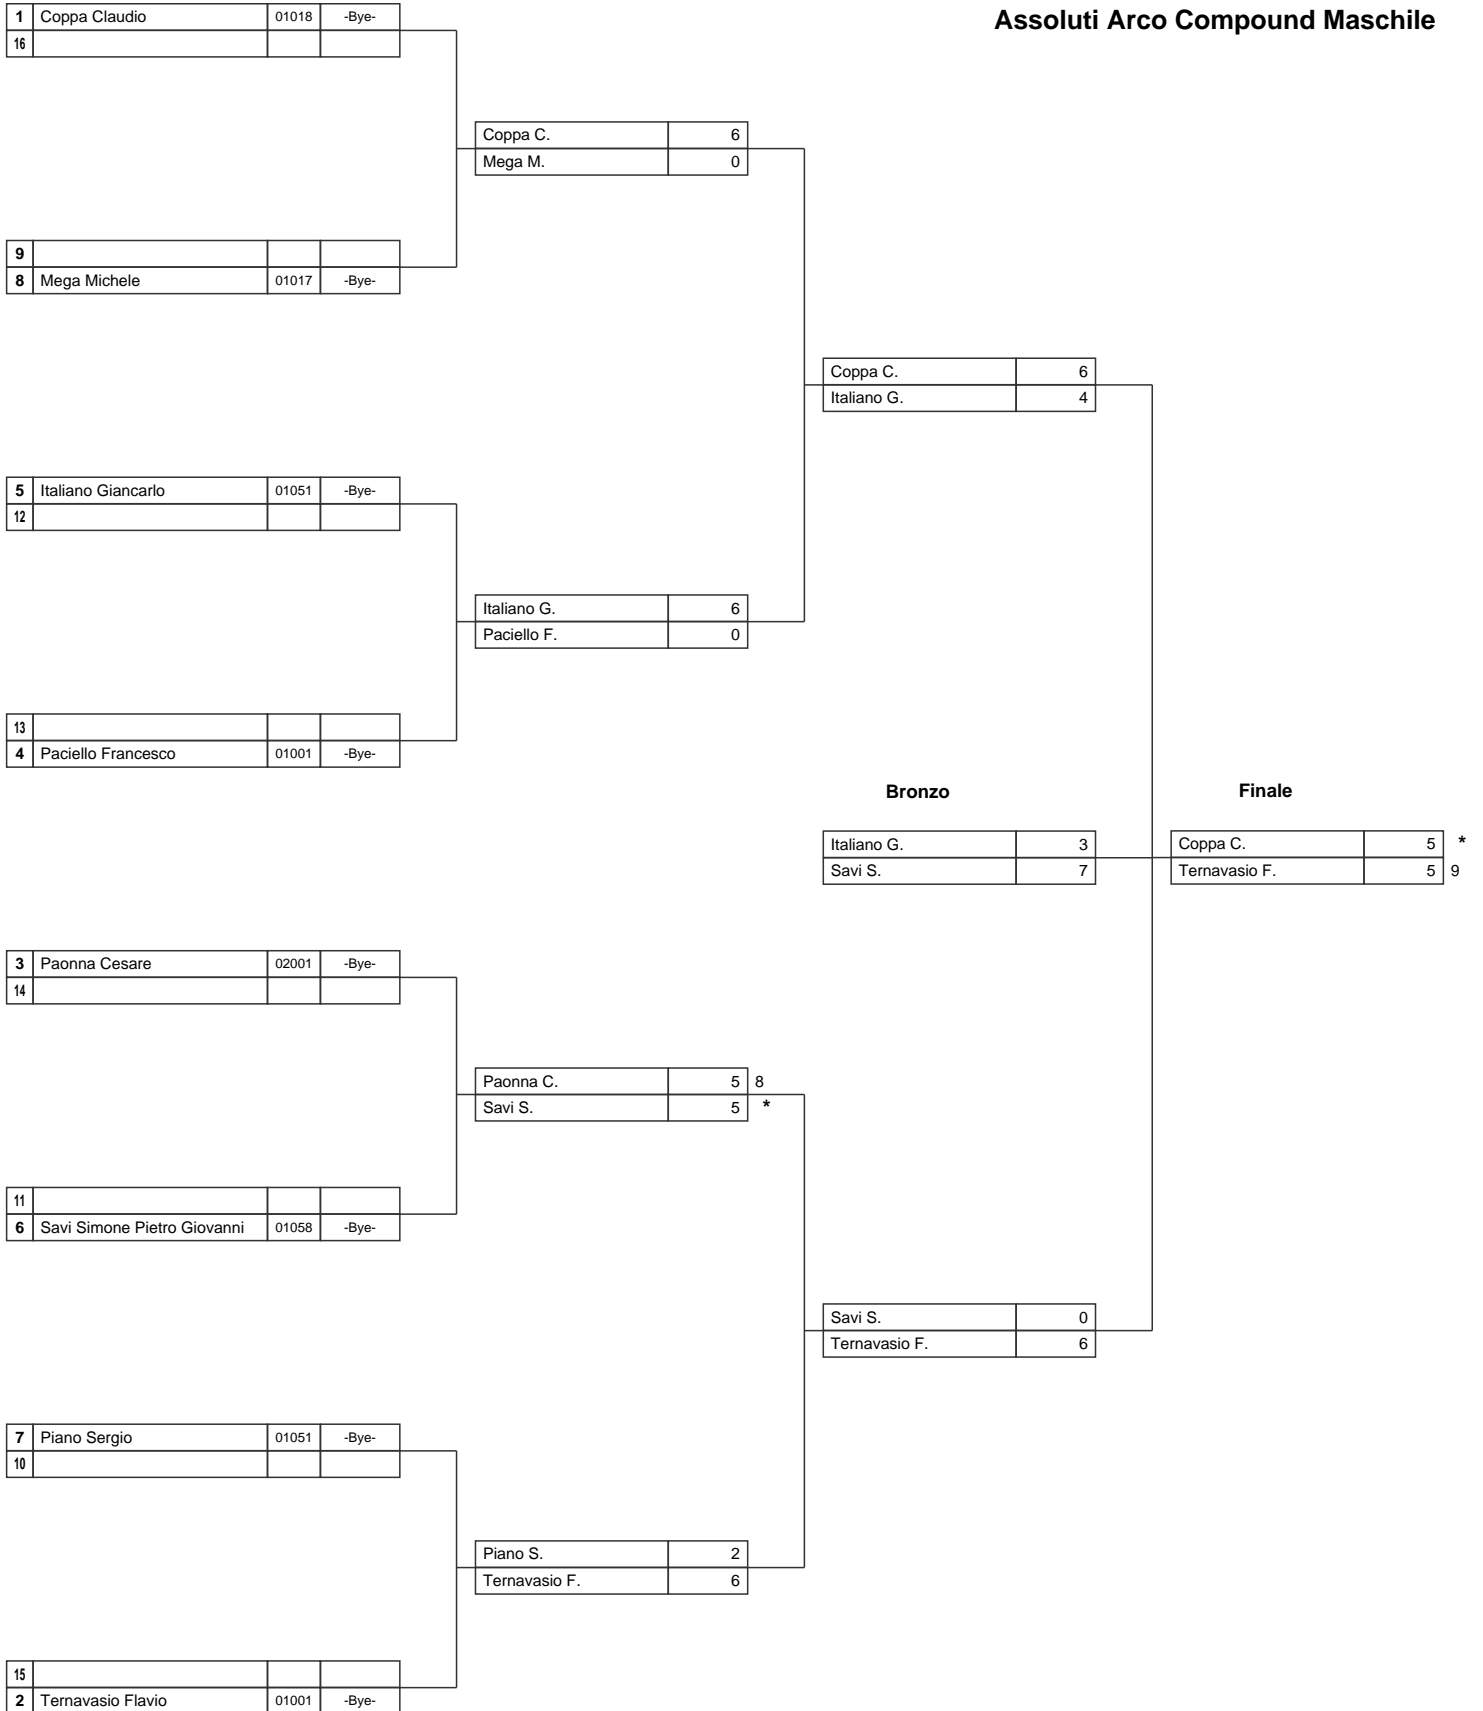 Assoluti Arco Compound Maschile
1 Coppa Claudio 01018 -Bye-
16
Coppa C. 6
Mega M. 0
9
8 Mega Michele 01017 -Bye-
Coppa C. 6
Italiano G. 4
5 Italiano Giancarlo 01051 -Bye-
12
Italiano G. 6
Paciello F. 0
13
4 Paciello Francesco 01001 -Bye-
Bronzo Finale
Italiano G. 3 Coppa C. 5 *
Savi S. 7 Ternavasio F. 5 9
3 Paonna Cesare 02001 -Bye-
14
Paonna C. 5 8
Savi S. 5 *
11
6 Savi Simone Pietro Giovanni 01058 -Bye-
Savi S. 0
Ternavasio F. 6
7 Piano Sergio 01051 -Bye-
10
Piano S. 2
Ternavasio F. 6
15
2 Ternavasio Flavio 01001 -Bye-